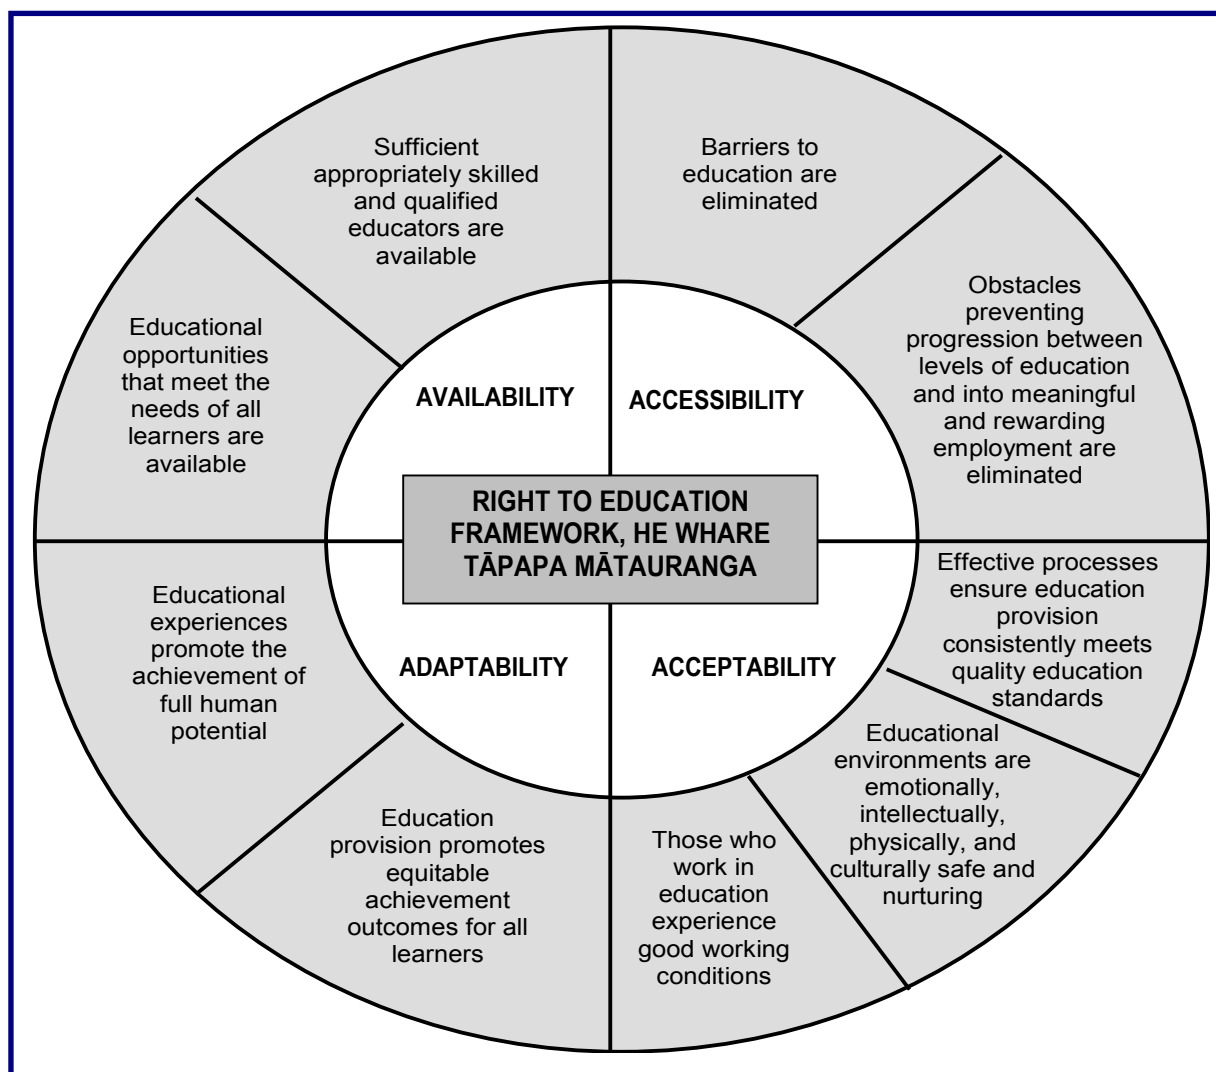 Sufficient
appropriately skilled
and qualified
educators are
available
Barriers to
education are
eliminated
Educational
opportunities
that meet the
needs of all
learners are
available
Obstacles
preventing
progression between
levels of education
and into meaningful
and rewarding
employment are
eliminated
AVAILABILITY
ACCESSIBILITY
RIGHT TO EDUCATION
FRAMEWORK, HE WHARE
TĀPAPA MĀTAURANGA
ADAPTABILITY
ACCEPTABILITY
Educational
experiences
promote the
achievement of
full human
potential
Effective processes
ensure education
provision
consistently meets
quality education
standards
Educational
environments are
emotionally,
intellectually,
physically, and
culturally safe and
nurturing
Education
provision promotes
equitable
achievement
outcomes for all
learners
Those who
work in
education
experience
good working
conditions